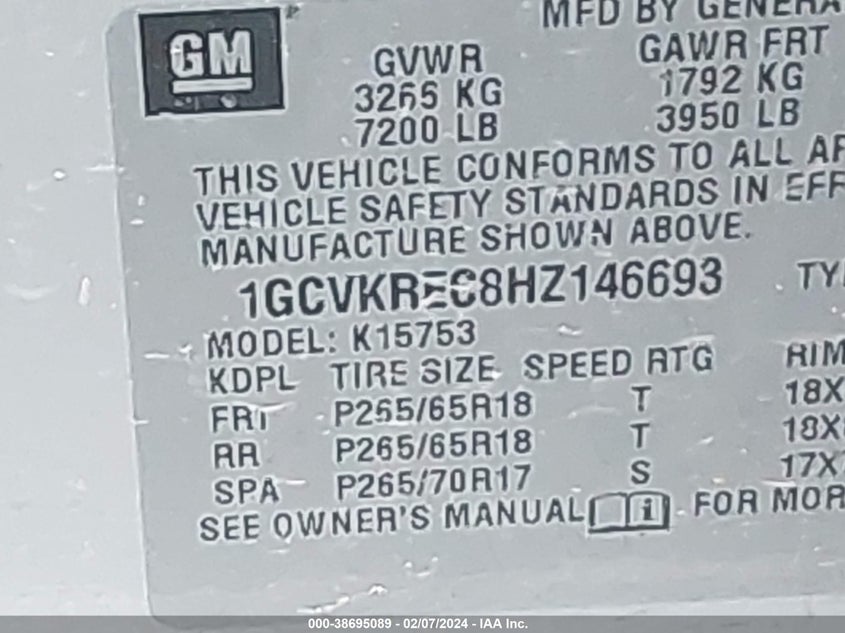 GM
MFD BY GENERA
GVWR GAWR FRT
3265 KG 1792 KG
7200 LB 3950 LB
THIS VEHICLE CONFORMS TO ALL AP
VEHICLE SAFETY STANDARDS IN EFF
MANUFACTURE SHOWN ABOVE.
1GCVKREC8HZ146693 TYP
MODEL: K15753
KDPL TIRE SIZE SPEED RTG RIM
FRT P265/65R18 T 18X
RR P265/65R18 T 18X
SPA P265/70R17 S 17X
SEE OWNER'S MANUAL i FOR MOR
000-38695089 - 02/07/2024 - IAA Inc.